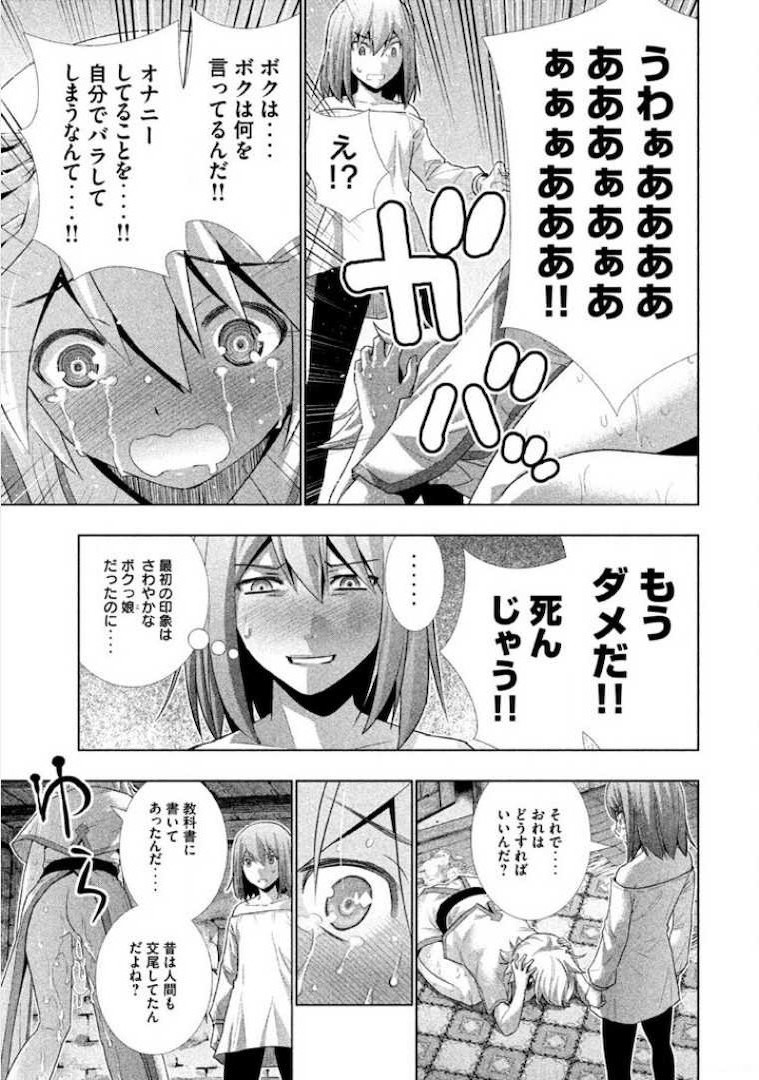 うわぁああああ
あああぁあぁあ
ぁぁぁぁあああ!!
え!?
ガ
バッ
ボクは‥‥
ボクは何を
言ってるんだ!!
オナニー
してることを‥‥!!
自分でバラして
しまうなんて‥‥!!
もう
ダメだ!!
死ん
じゃう!!
‥‥‥
最初の印象は
さわやかな
ボクっ娘
だったのに‥‥
それで‥‥
おれは
どうすれば
いいんだ?
教科書に
書いて
あったんだ‥‥
昔は人間も
交尾してたん
だよね?
ゆら